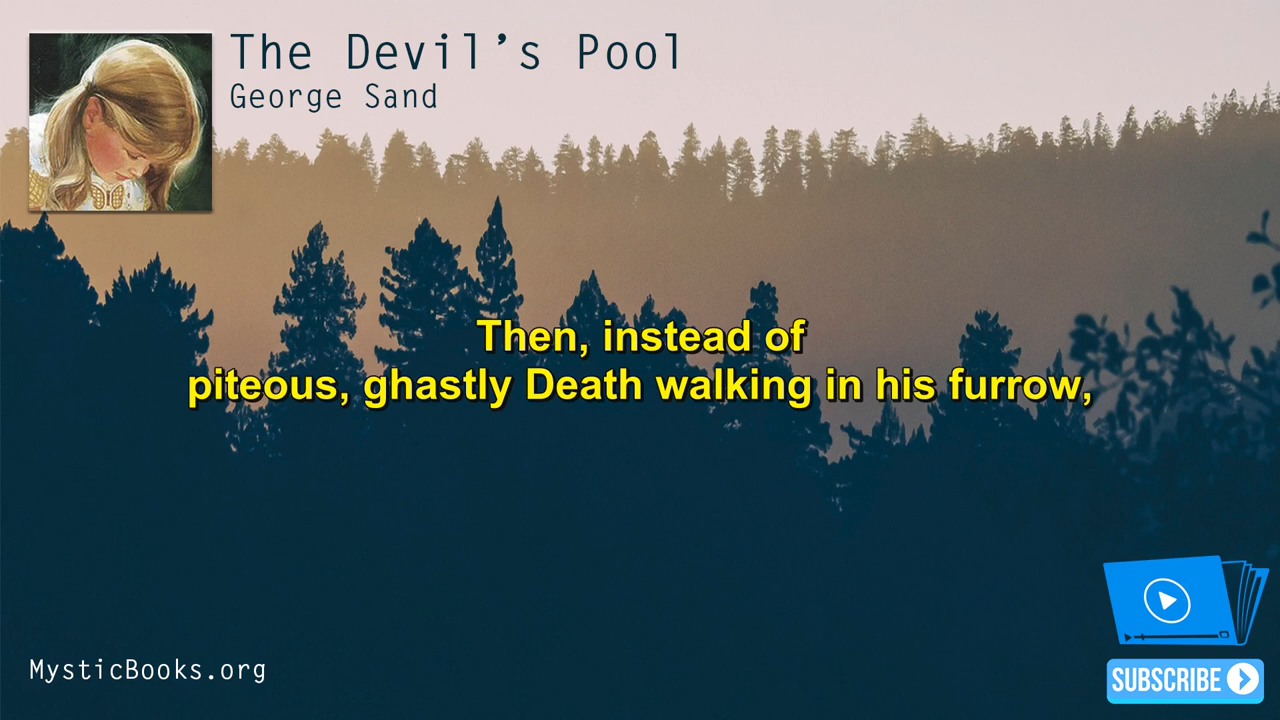 The Devil's Pool
George Sand
Then, instead of
piteous, ghastly Death walking in his furrow,
MysticBooks.org
SUBSCRIBE